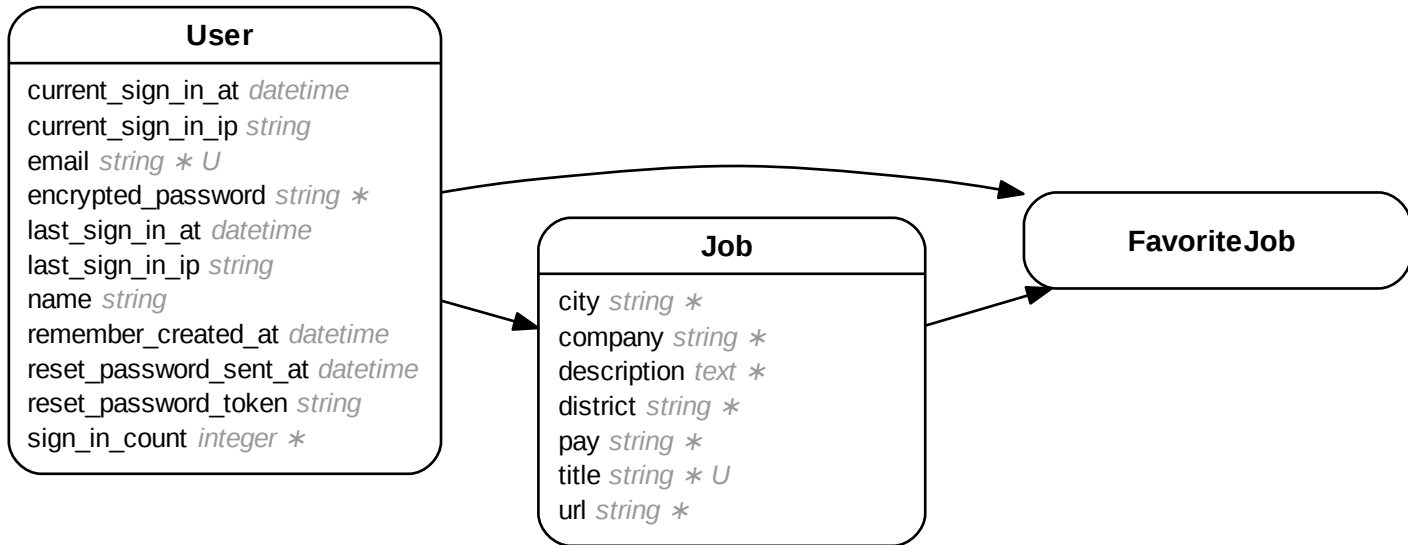 User
current_sign_in_at datetime
current_sign_in_ip string
email string ∗ U
encrypted_password string ∗
last_sign_in_at datetime
last_sign_in_ip string
name string
remember_created_at datetime
reset_password_sent_at datetime
reset_password_token string
sign_in_count integer ∗
Job
city string ∗
company string ∗
description text ∗
district string ∗
pay string ∗
title string ∗ U
url string ∗
FavoriteJob